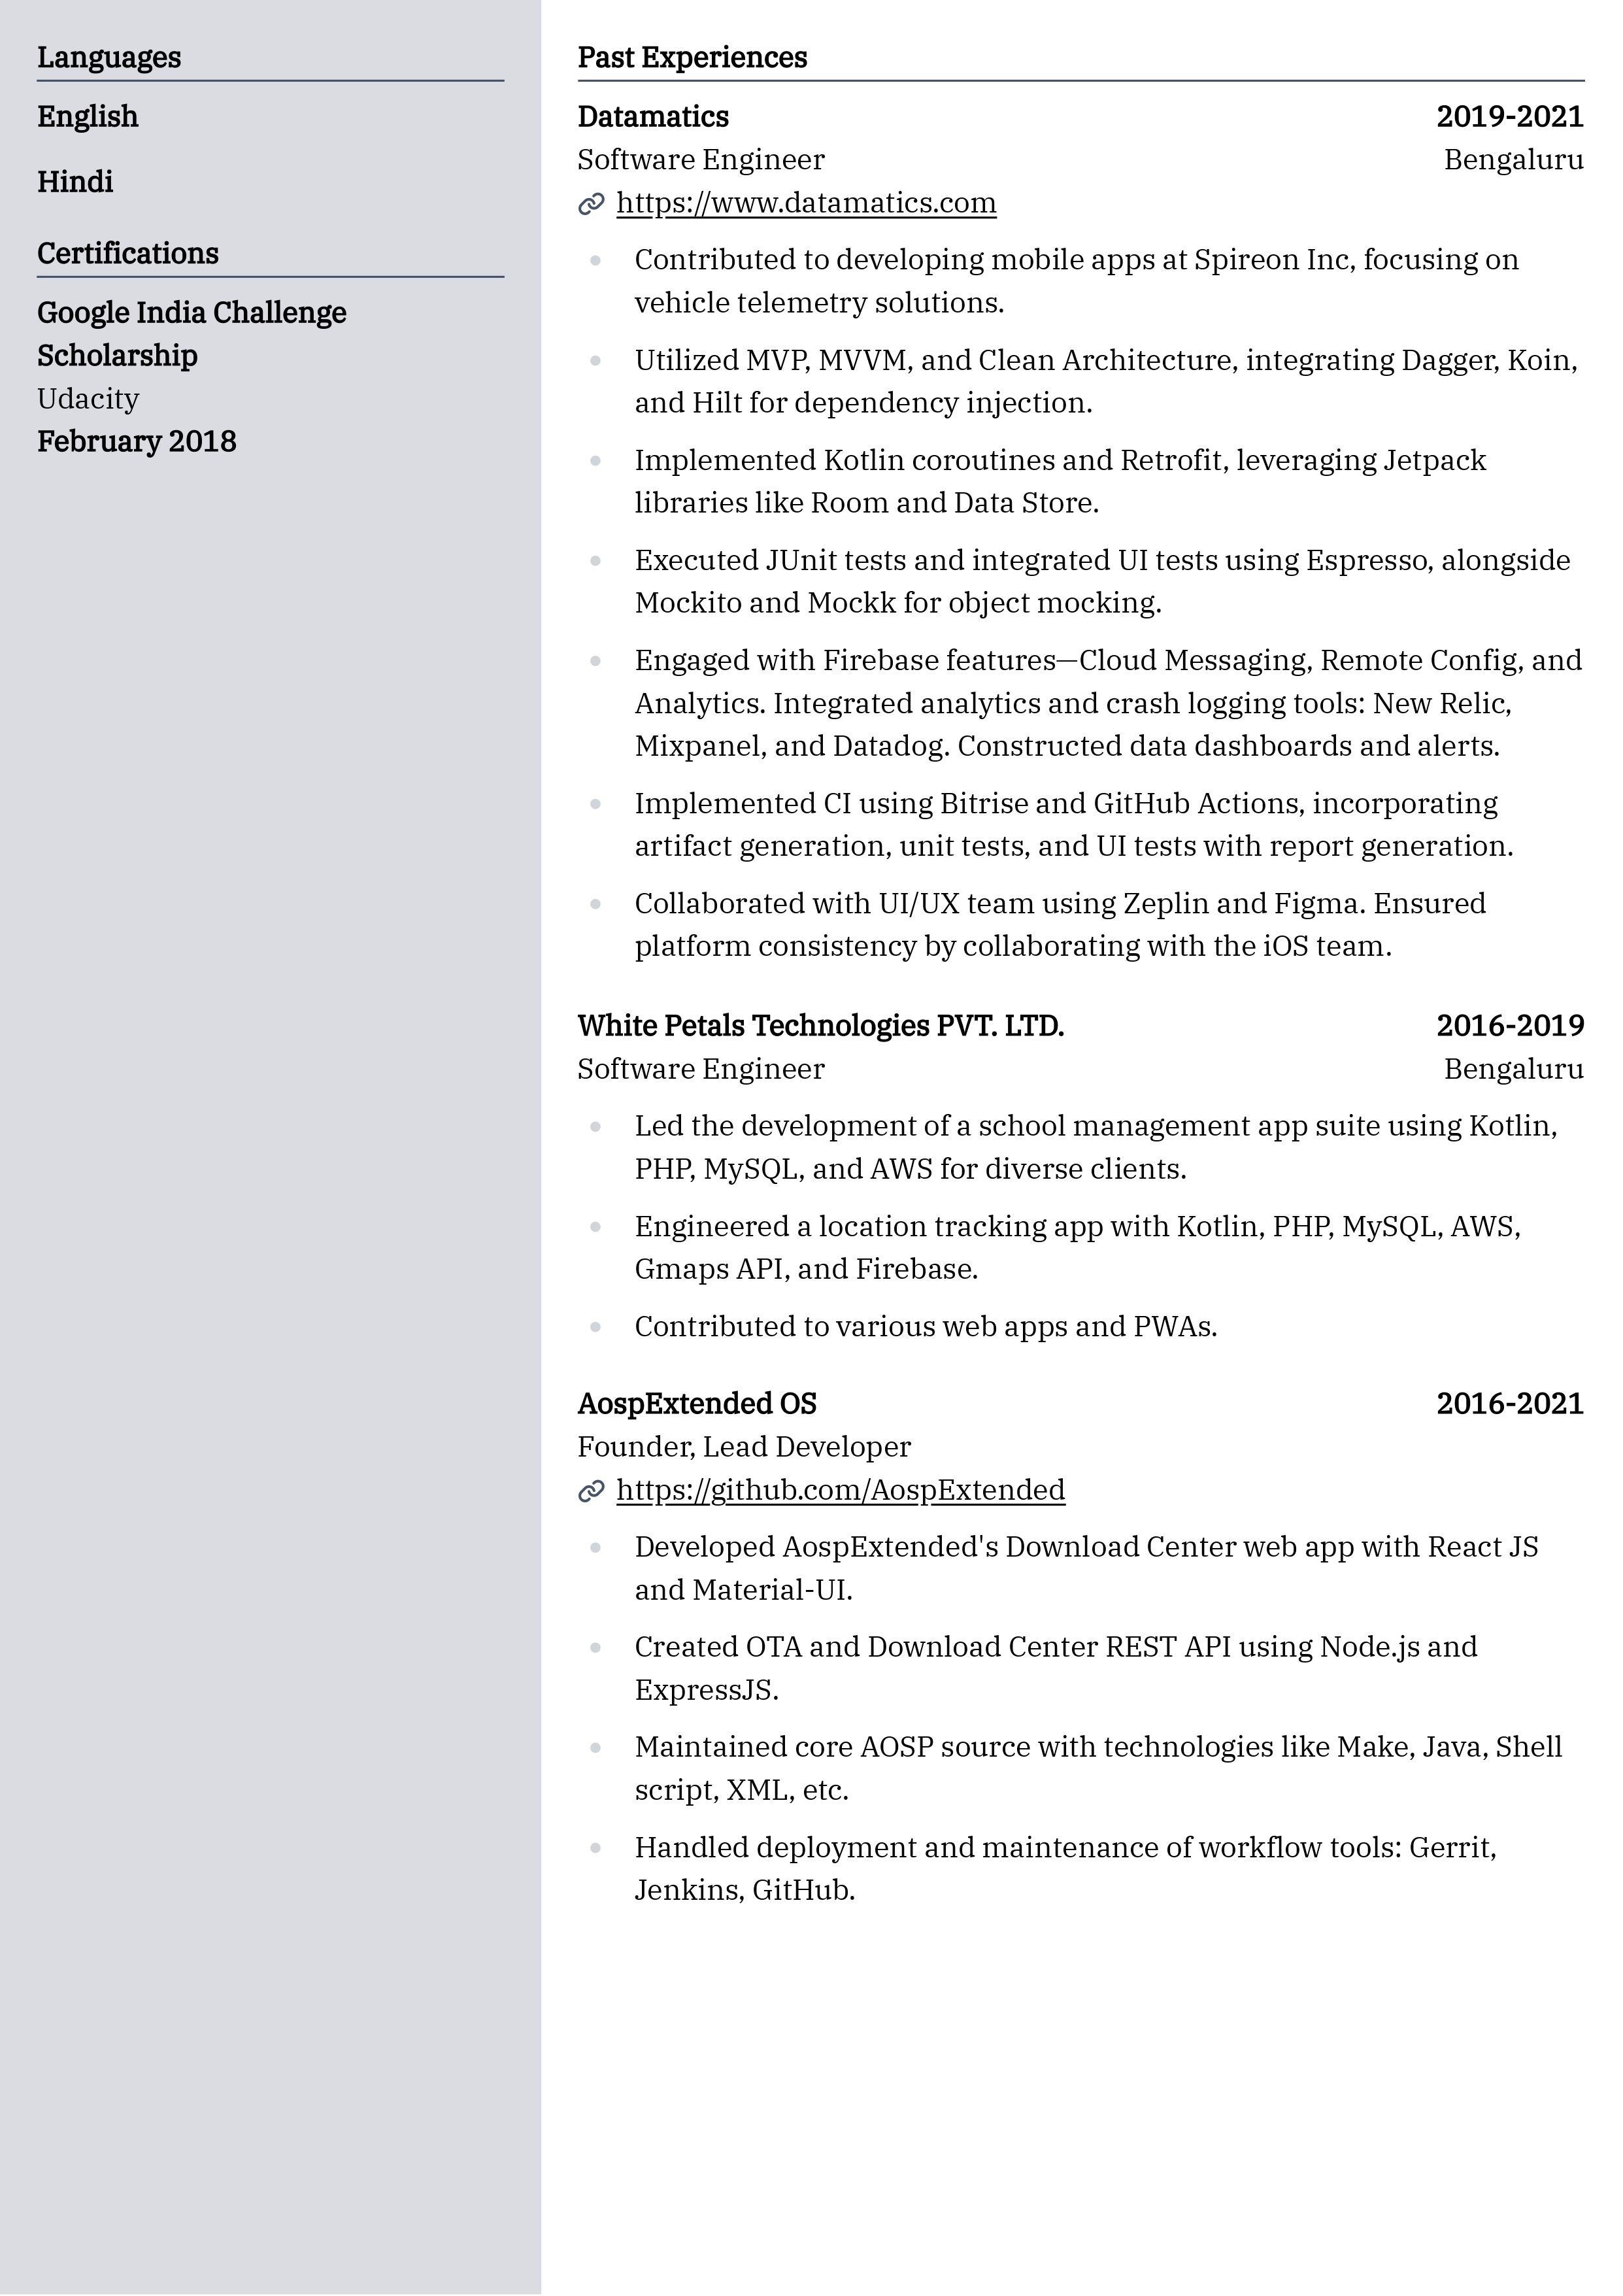 Languages
English
Hindi
Certifications
Google India Challenge
Scholarship
Udacity
February 2018
Past Experiences
Datamatics 2019-2021
Software Engineer Bengaluru
https://www.datamatics.com
Contributed to developing mobile apps at Spireon Inc, focusing on
vehicle telemetry solutions.
Utilized MVP, MVVM, and Clean Architecture, integrating Dagger, Koin,
and Hilt for dependency injection.
Implemented Kotlin coroutines and Retrofit, leveraging Jetpack
libraries like Room and Data Store.
Executed JUnit tests and integrated UI tests using Espresso, alongside
Mockito and Mockk for object mocking.
Engaged with Firebase features—Cloud Messaging, Remote Config, and
Analytics. Integrated analytics and crash logging tools: New Relic,
Mixpanel, and Datadog. Constructed data dashboards and alerts.
Implemented CI using Bitrise and GitHub Actions, incorporating
artifact generation, unit tests, and UI tests with report generation.
Collaborated with UI/UX team using Zeplin and Figma. Ensured
platform consistency by collaborating with the iOS team.
White Petals Technologies PVT. LTD. 2016-2019
Software Engineer Bengaluru
Led the development of a school management app suite using Kotlin,
PHP, MySQL, and AWS for diverse clients.
Engineered a location tracking app with Kotlin, PHP, MySQL, AWS,
Gmaps API, and Firebase.
Contributed to various web apps and PWAs.
AospExtended OS 2016-2021
Founder, Lead Developer
https://github.com/AospExtended
Developed AospExtended's Download Center web app with React JS
and Material-UI.
Created OTA and Download Center REST API using Node.js and
ExpressJS.
Maintained core AOSP source with technologies like Make, Java, Shell
script, XML, etc.
Handled deployment and maintenance of workflow tools: Gerrit,
Jenkins, GitHub.